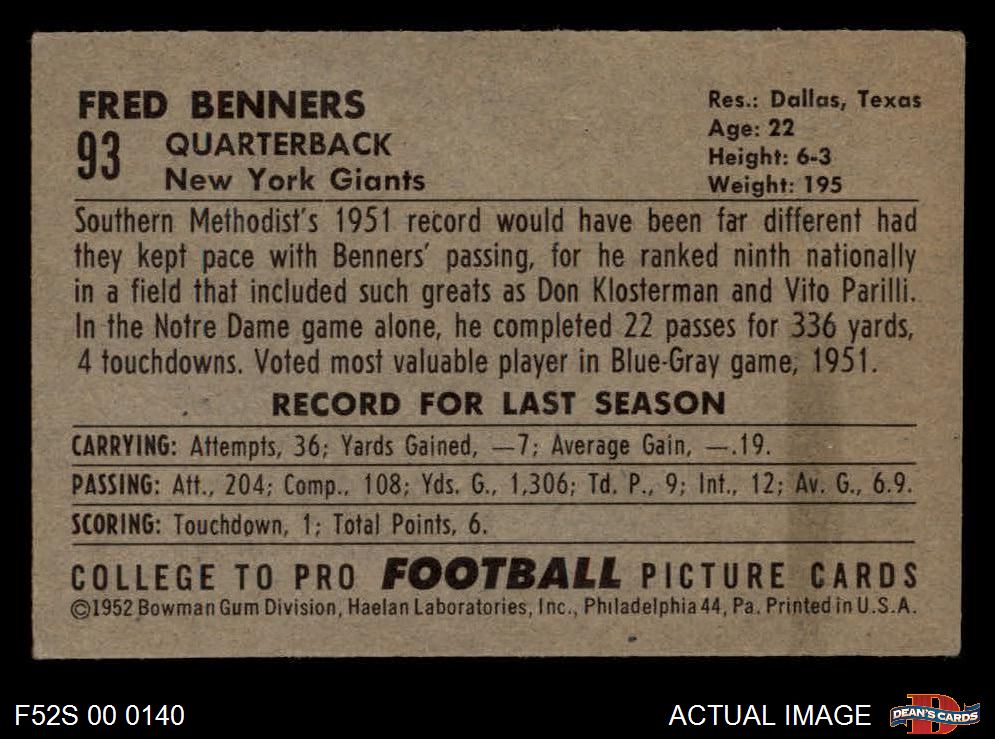 FRED BENNERS
93 QUARTERBACK
New York Giants
Res.: Dallas, Texas
Age: 22
Height: 6-3
Weight: 195
Southern Methodist's 1951 record would have been far different had
they kept pace with Benners' passing, for he ranked ninth nationally
in a field that included such greats as Don Klosterman and Vito Parilli.
In the Notre Dame game alone, he completed 22 passes for 336 yards,
4 touchdowns. Voted most valuable player in Blue-Gray game, 1951.
RECORD FOR LAST SEASON
CARRYING: Attempts, 36; Yards Gained, —7; Average Gain, —.19.
PASSING: Att., 204; Comp., 108; Yds. G., 1,306; Td. P., 9; Int., 12; Av. G., 6.9.
SCORING: Touchdown, 1; Total Points, 6.
COLLEGE TO PRO FOOTBALL PICTURE CARDS
©1952 Bowman Gum Division, Haelan Laboratories, Inc., Philadelphia 44, Pa. Printed in U.S.A.
F52S 00 0140
ACTUAL IMAGE
D
DEAN'S CARDS